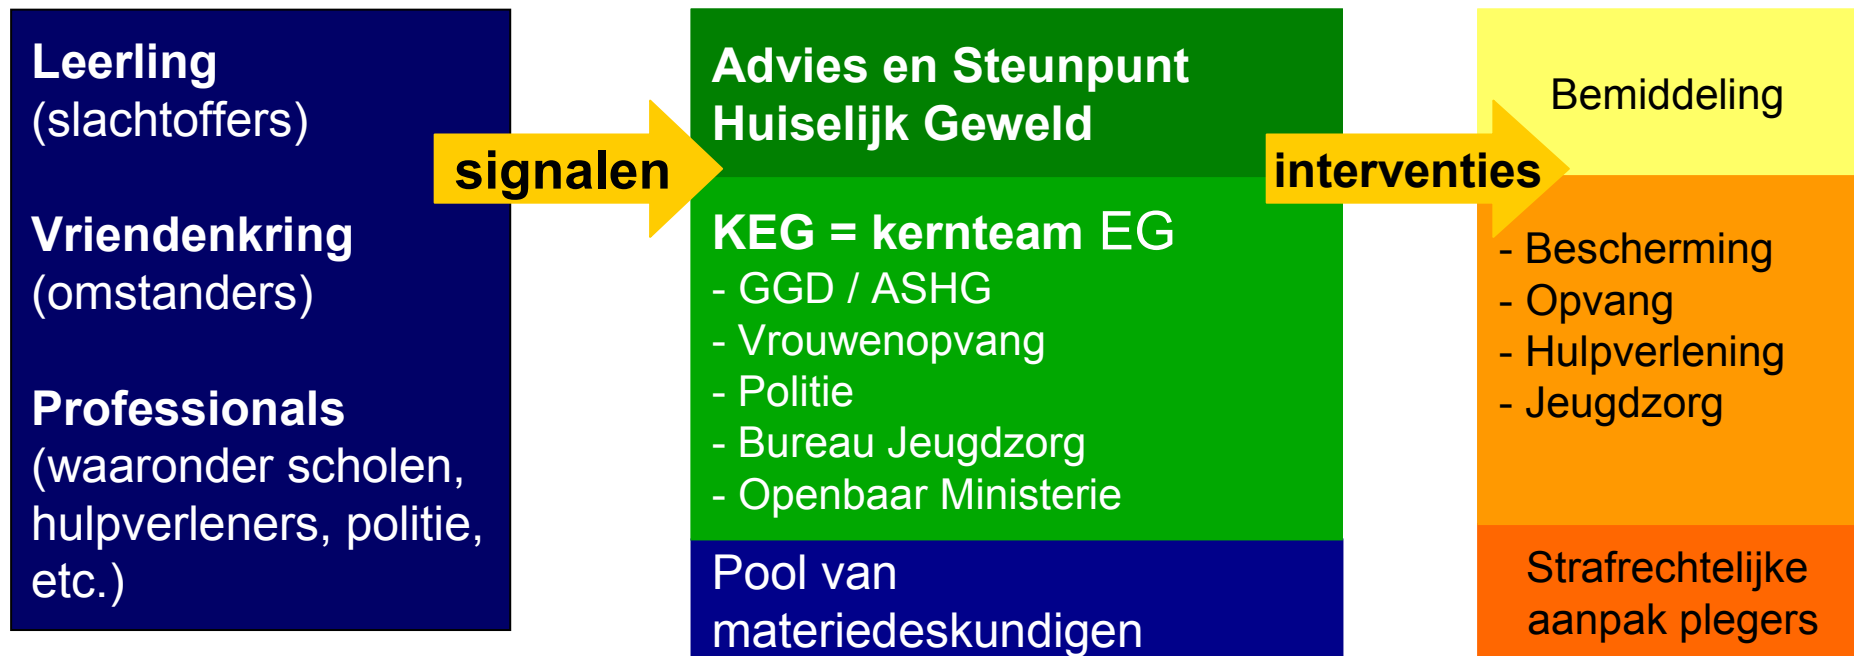 Leerling
(slachtoffers)
Vriendenkring
(omstanders)
Professionals
(waaronder scholen,
hulpverleners, politie,
etc.)
signalen
Advies en Steunpunt
Huiselijk Geweld
KEG = kernteam EG
- GGD / ASHG
- Vrouwenopvang
- Politie
- Bureau Jeugdzorg
- Openbaar Ministerie
Pool van
materiedeskundigen
interventies
Bemiddeling
- Bescherming
- Opvang
- Hulpverlening
- Jeugdzorg
Strafrechtelijke
aanpak plegers